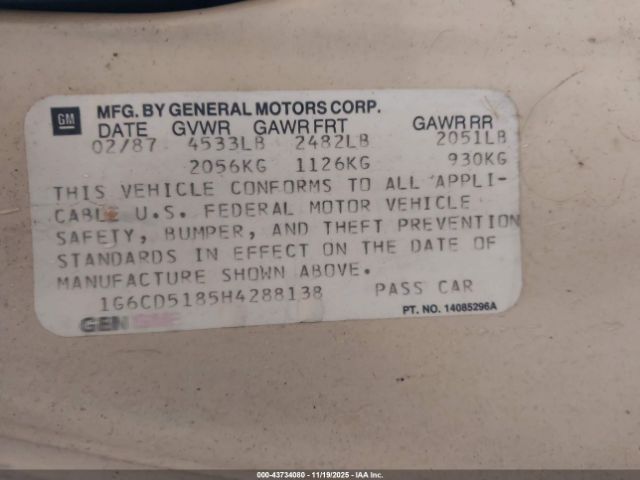 GM
MFG. BY GENERAL MOTORS CORP.
DATE GVWR GAWR FRT GAWR RR
02/87 4533LB 2482LB 2051LB
2056KG 1126KG 930KG
THIS VEHICLE CONFORMS TO ALL APPLI-
CABLE U.S. FEDERAL MOTOR VEHICLE
SAFETY, BUMPER, AND THEFT PREVENTION
STANDARDS IN EFFECT ON THE DATE OF
MANUFACTURE SHOWN ABOVE.
1G6CD5185H4288138 PASS CAR
GEN GM PT. NO. 14085296A
000-43734080 - 11/19/2025 - IAA Inc.